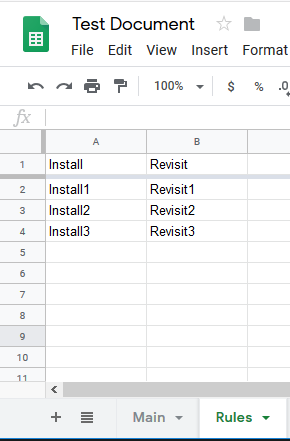 Test Document
File Edit View Insert Format
100% $ % .0
fx
A B
1 Install Revisit
2 Install1 Revisit1
3 Install2 Revisit2
4 Install3 Revisit3
5
6
7
8
9
10
11
+ Main Rules